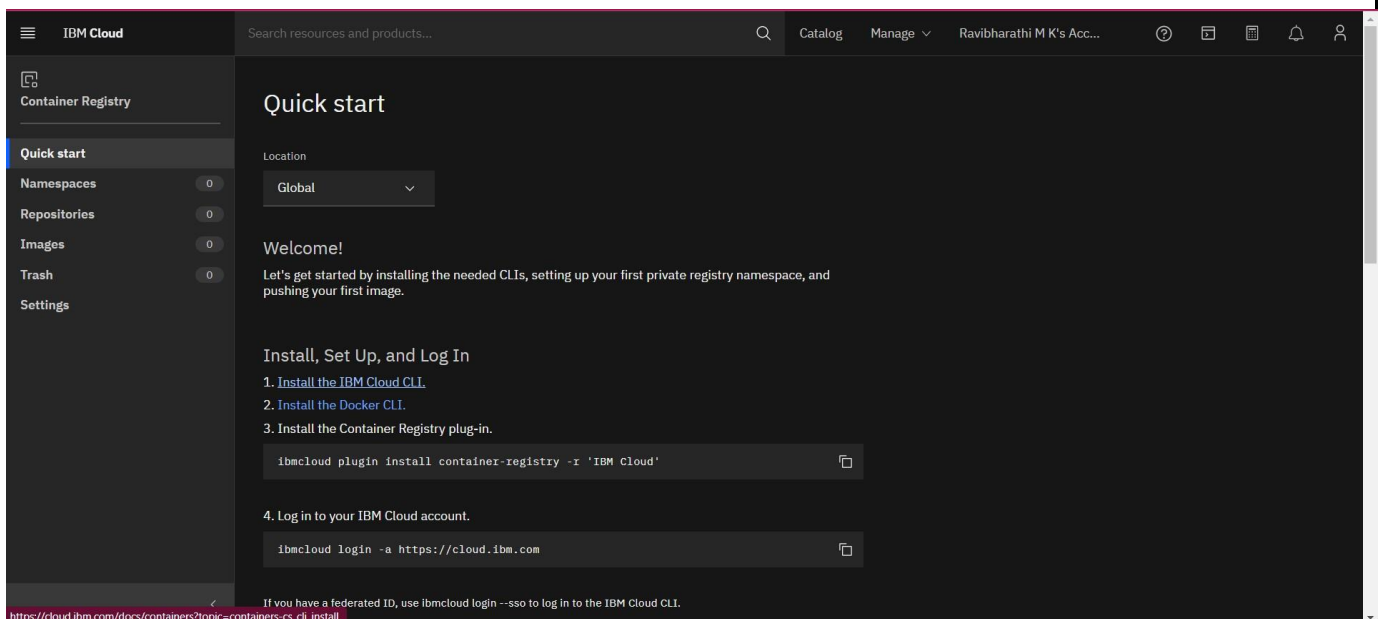 IBM Cloud
Search resources and products...
Catalog
Manage
Ravibharathi M K's Acc...
Container Registry
Quick start
Namespaces 0
Repositories 0
Images 0
Trash 0
Settings
Quick start
Location
Global
Welcome!
Let's get started by installing the needed CLIs, setting up your first private registry namespace, and
pushing your first image.
Install, Set Up, and Log In
1. Install the IBM Cloud CLI.
2. Install the Docker CLI.
3. Install the Container Registry plug-in.
ibmcloud plugin install container-registry -r 'IBM Cloud'
4. Log in to your IBM Cloud account.
ibmcloud login -a https://cloud.ibm.com
If you have a federated ID, use ibmcloud login --sso to log in to the IBM Cloud CLI.
https://cloud.ibm.com/docs/containers?topic=containers-cs_cli_install